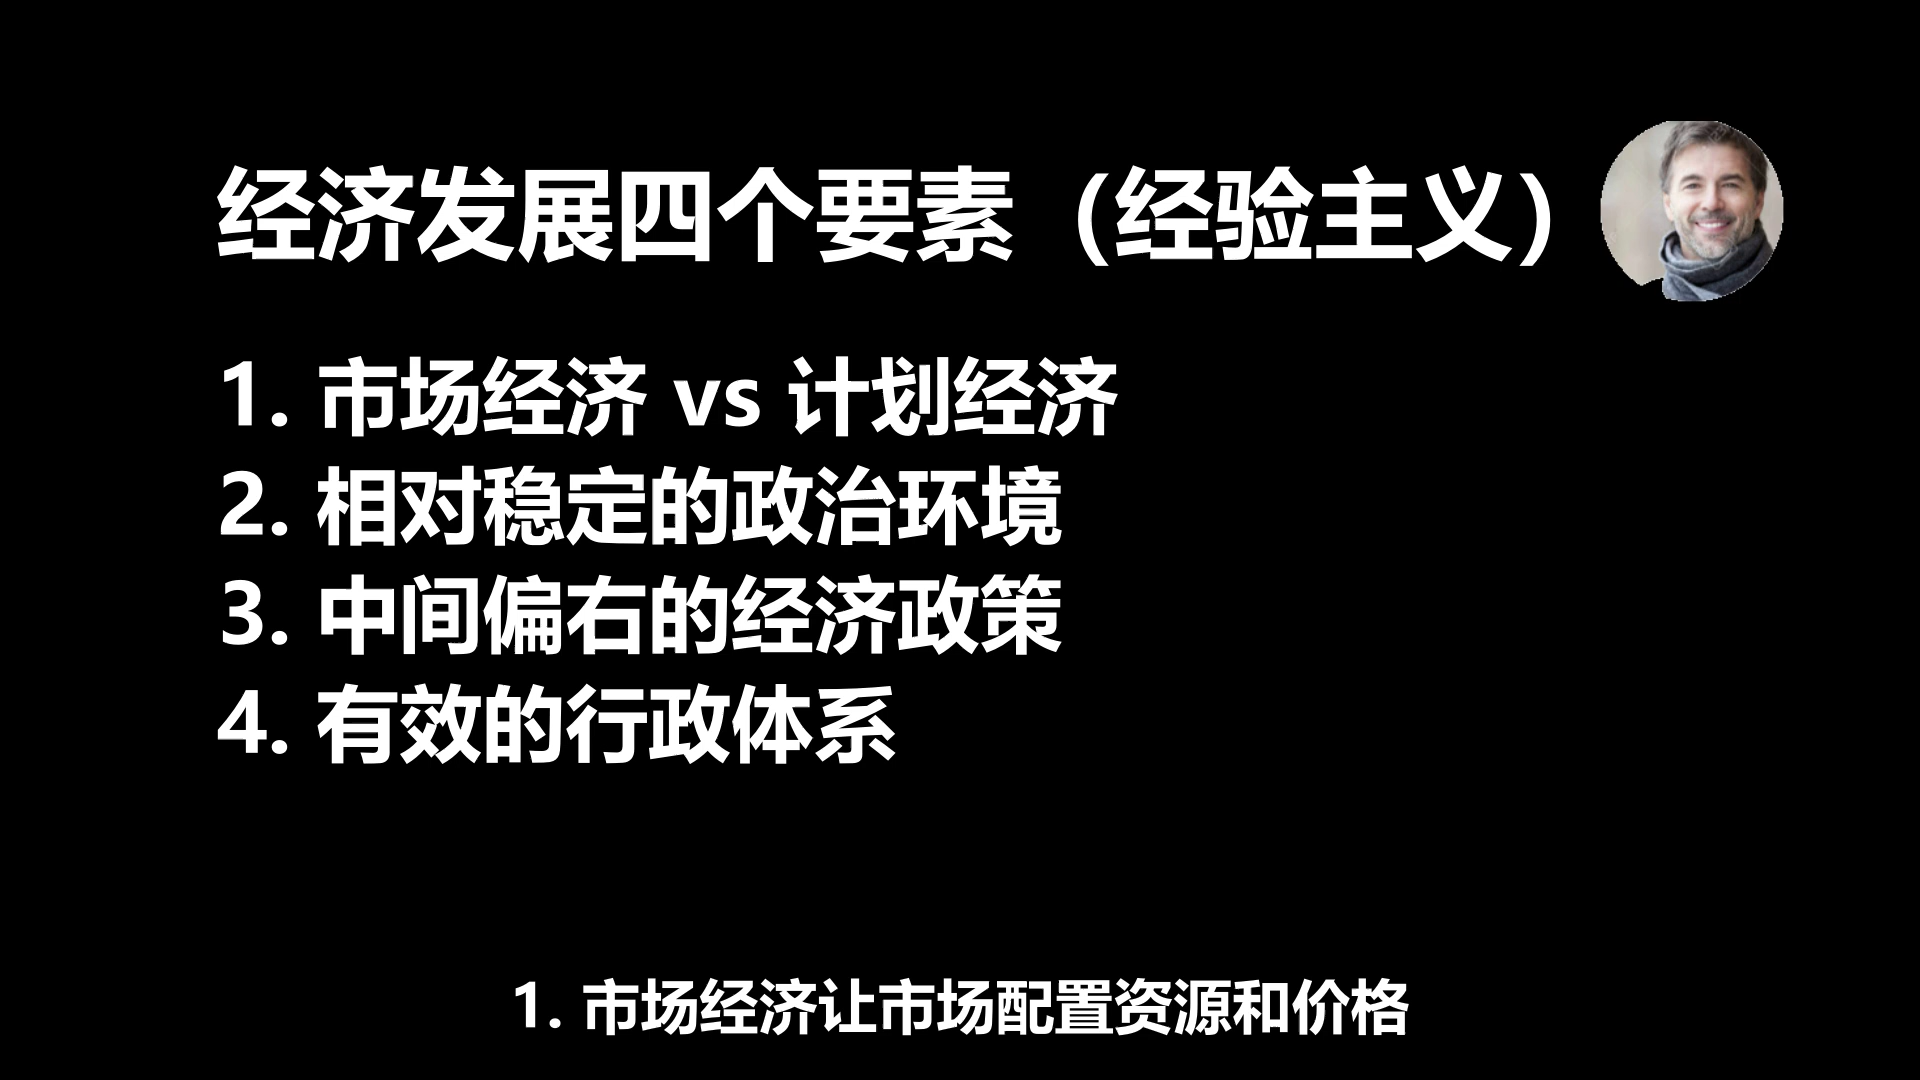 经济发展四个要素（经验主义）
1. 市场经济 vs 计划经济
2. 相对稳定的政治环境
3. 中间偏右的经济政策
4. 有效的行政体系
1. 市场经济让市场配置资源和价格